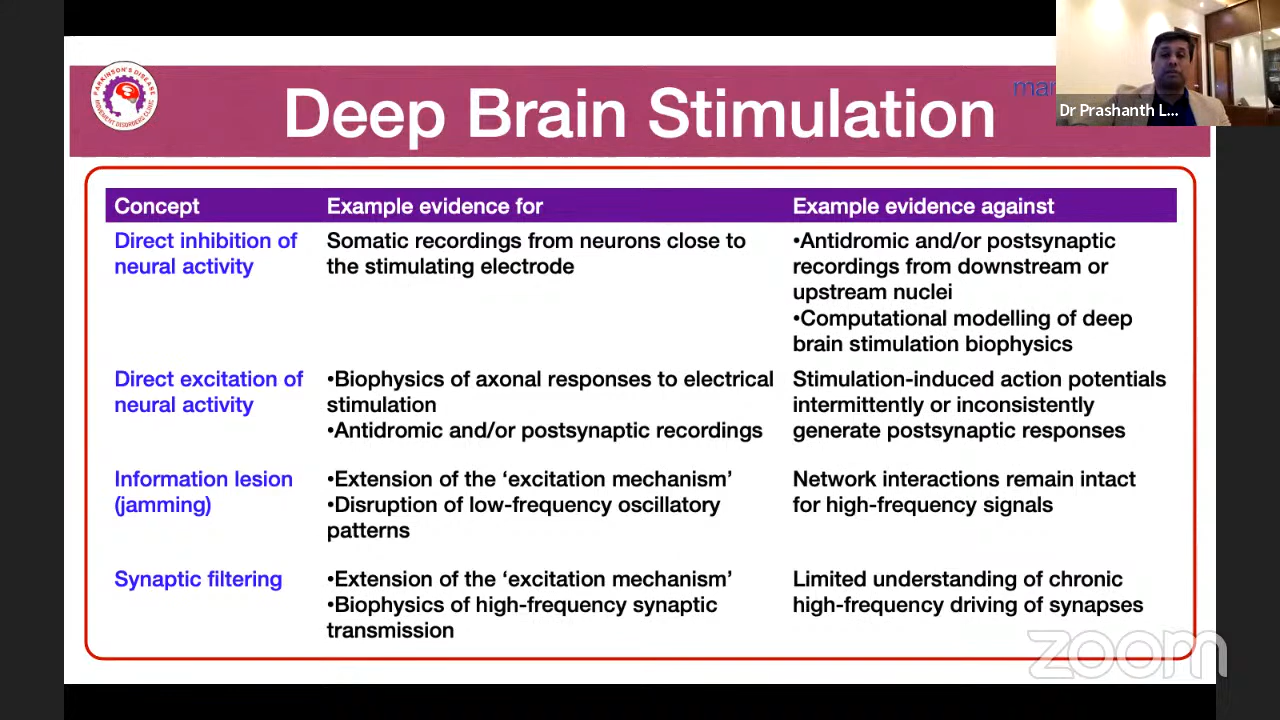 Deep Brain Stimulation
Dr Prashanth L...
PARKINSON'S DISEASE
MOVEMENT DISORDERS CLINIC
Concept Example evidence for Example evidence against
Direct inhibition of
neural activity
Somatic recordings from neurons close to
the stimulating electrode
•Antidromic and/or postsynaptic
recordings from downstream or
upstream nuclei
•Computational modelling of deep
brain stimulation biophysics
Direct excitation of
neural activity
•Biophysics of axonal responses to electrical
stimulation
•Antidromic and/or postsynaptic recordings
Stimulation-induced action potentials
intermittently or inconsistently
generate postsynaptic responses
Information lesion
(jamming)
•Extension of the ‘excitation mechanism’
•Disruption of low-frequency oscillatory
patterns
Network interactions remain intact
for high-frequency signals
Synaptic filtering
•Extension of the ‘excitation mechanism’
•Biophysics of high-frequency synaptic
transmission
Limited understanding of chronic
high-frequency driving of synapses
zoom